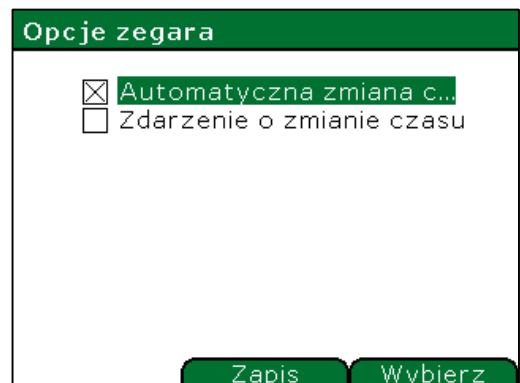 Opcje zegara
Automatyczna zmiana c...
Zdarzenie o zmianie czasu
Zapis Wybierz